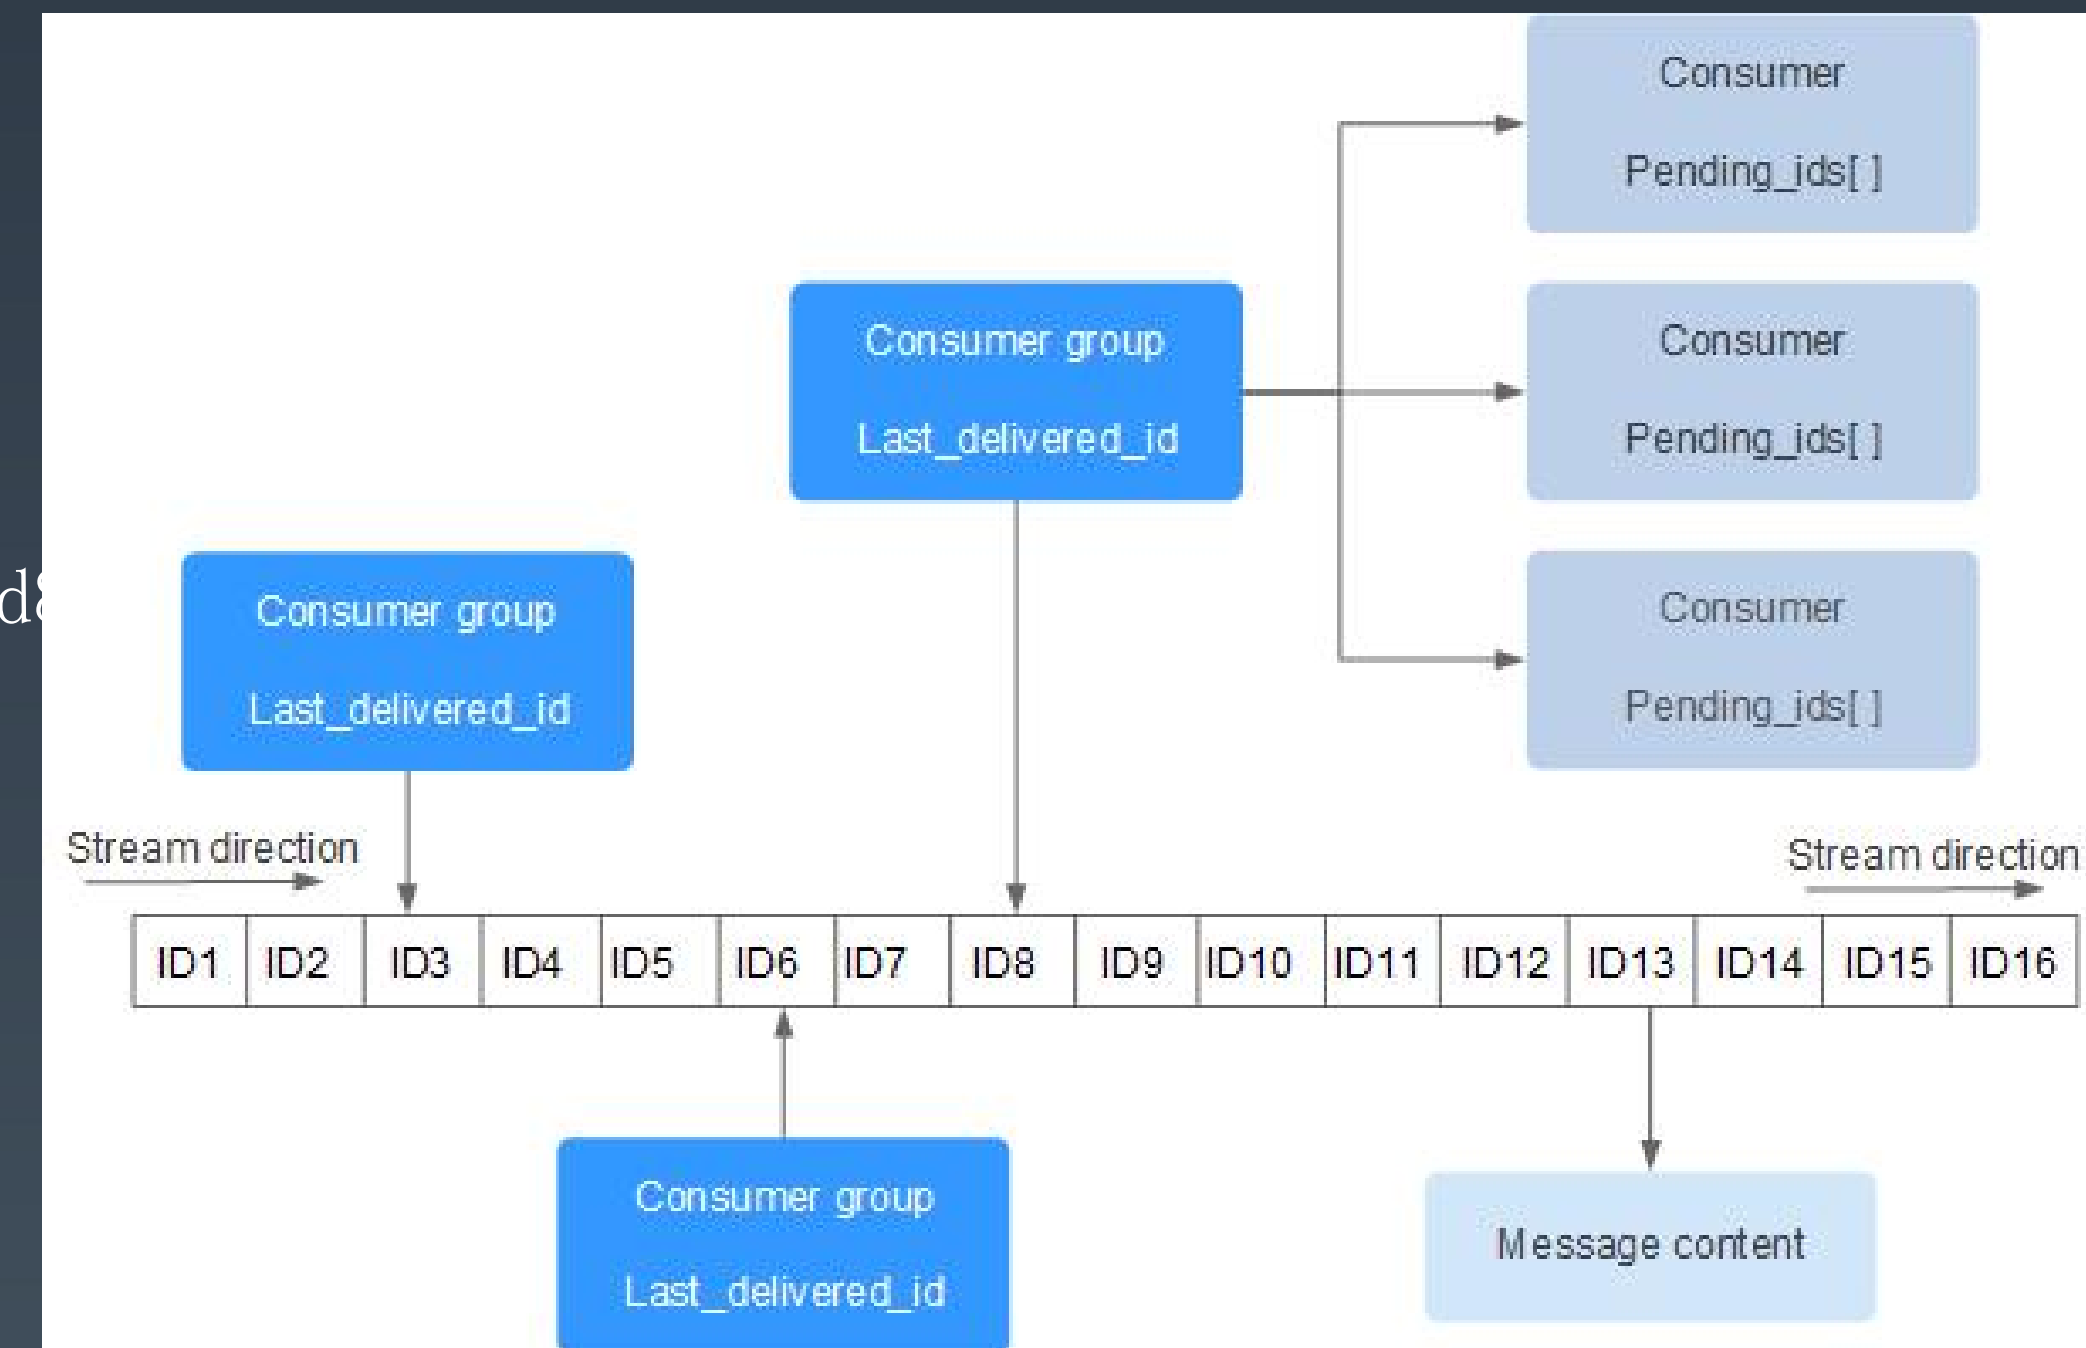 Consumer
Pending_ids[ ]
Consumer group
Last_delivered_id
Consumer
Pending_ids[ ]
Consumer group
Last_delivered_id
Consumer
Pending_ids[ ]
Stream direction
Stream direction
ID1 ID2 ID3 ID4 ID5 ID6 ID7 ID8 ID9 ID10 ID11 ID12 ID13 ID14 ID15 ID16
Consumer group
Last_delivered_id
Message content